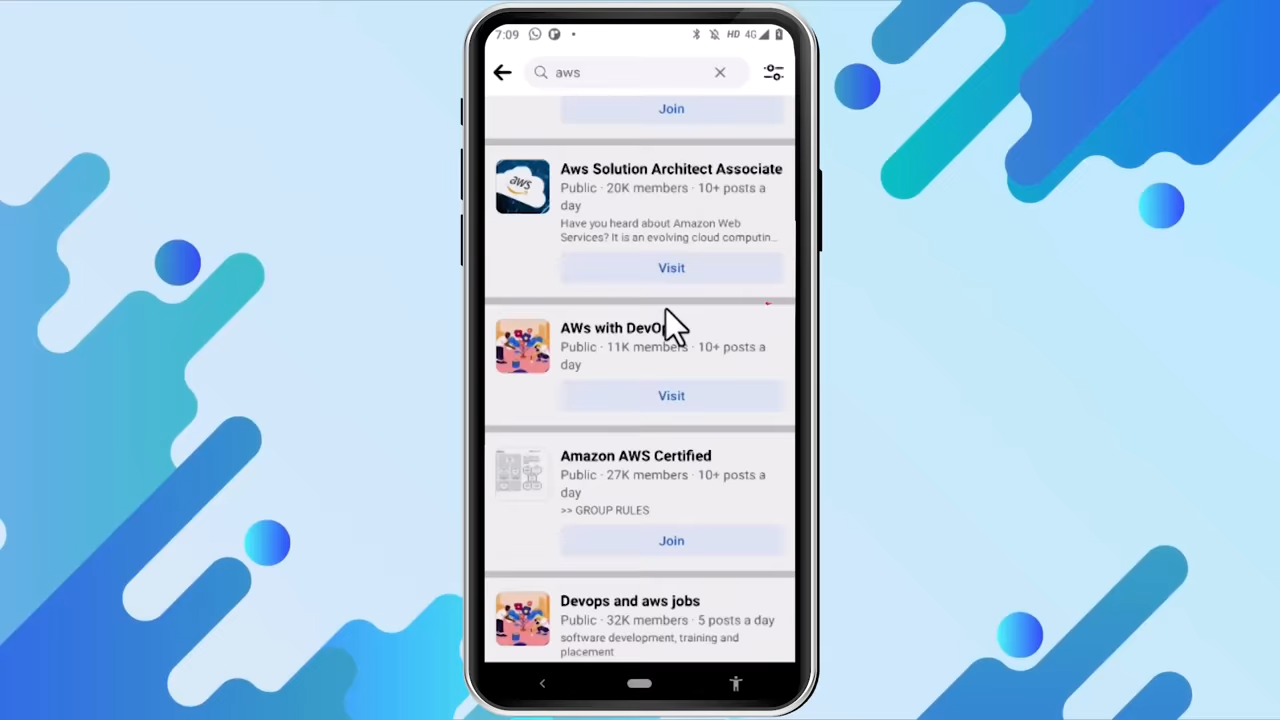 7:09 HD 4G
aws
Join
aws
Aws Solution Architect Associate
Public · 20K members · 10+ posts a
day
Have you heard about Amazon Web
Services? It is an evolving cloud computin...
Visit
AWs with DevO
Public · 11K members · 10+ posts a
day
Visit
Amazon AWS Certified
Public · 27K members · 10+ posts a
day
>> GROUP RULES
Join
Devops and aws jobs
Public · 32K members · 5 posts a day
software development, training and
placement